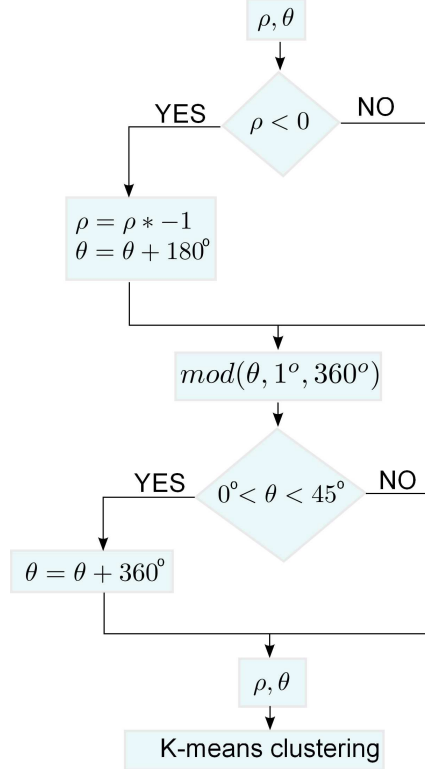 ρ, θ
ρ < 0
YES
NO
ρ = ρ * −1
θ = θ + 180°
mod(θ, 1°, 360°)
0° < θ < 45°
YES
NO
θ = θ + 360°
ρ, θ
K-means clustering